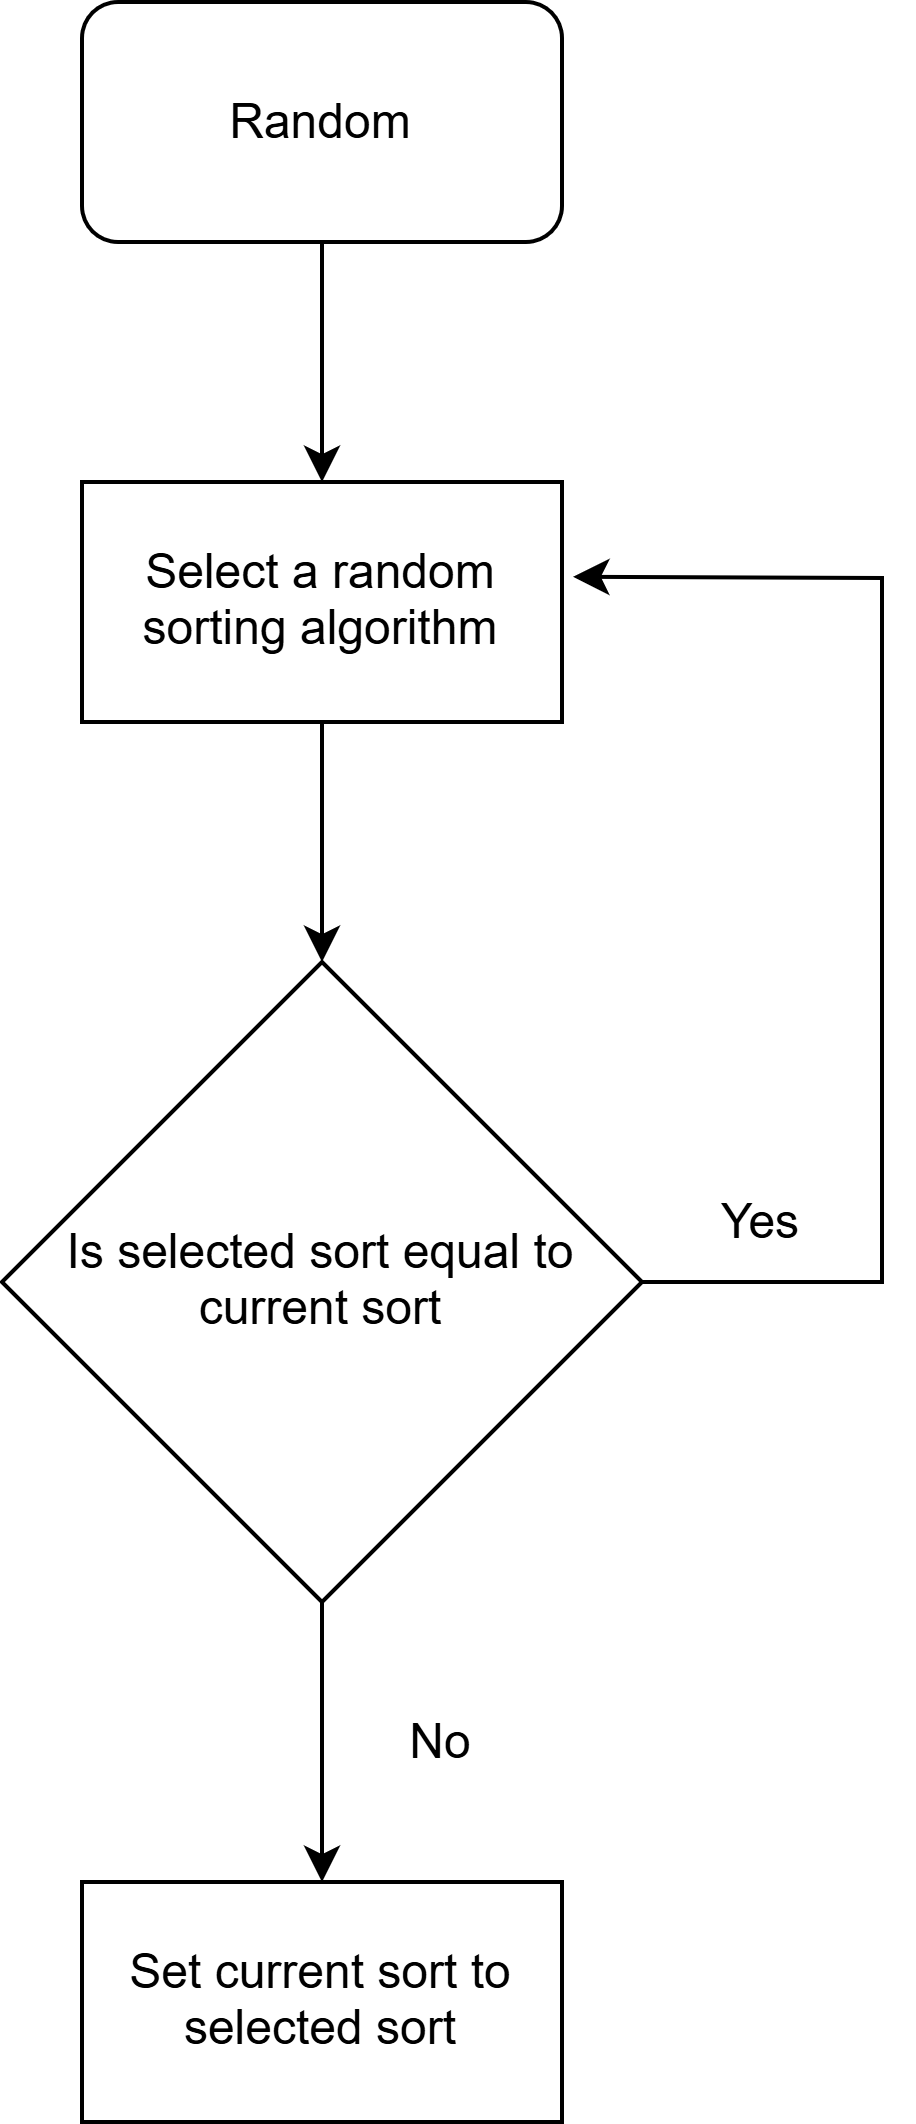 Random
Select a random
sorting algorithm
Is selected sort equal to
current sort
Yes
No
Set current sort to
selected sort